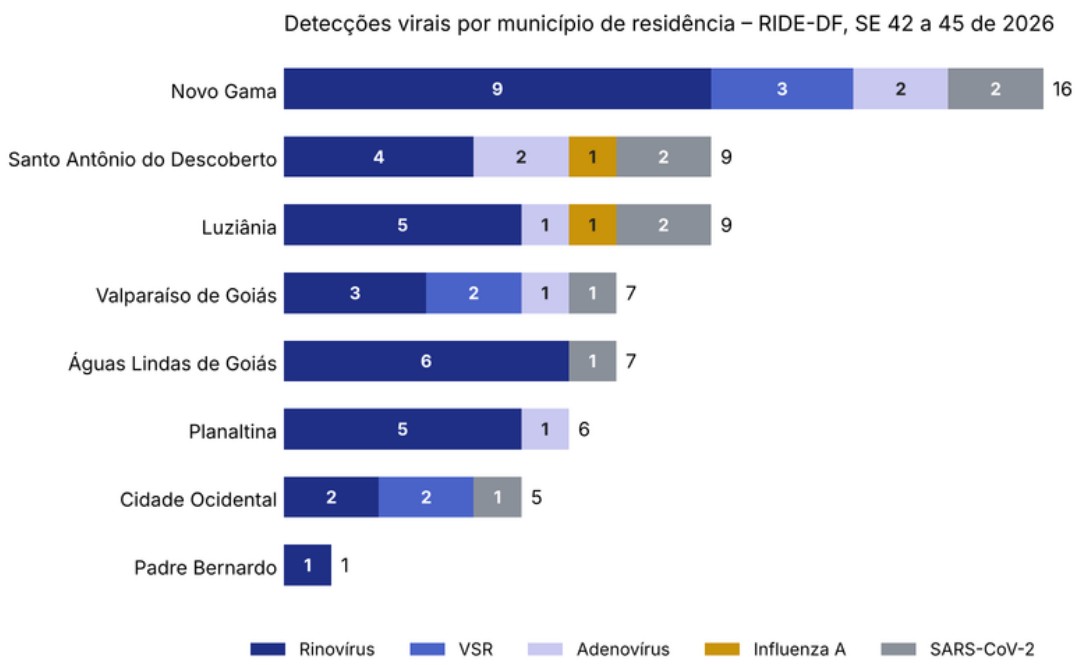 Detecções virais por município de residência – RIDE-DF, SE 42 a 45 de 2026
Novo Gama 9 3 2 2 16
Santo Antônio do Descoberto 4 2 1 2 9
Luziânia 5 1 1 2 9
Valparaíso de Goiás 3 2 1 1 7
Águas Lindas de Goiás 6 1 7
Planaltina 5 1 6
Cidade Ocidental 2 2 1 5
Padre Bernardo 1 1
Rinovírus VSR Adenovírus Influenza A SARS-CoV-2